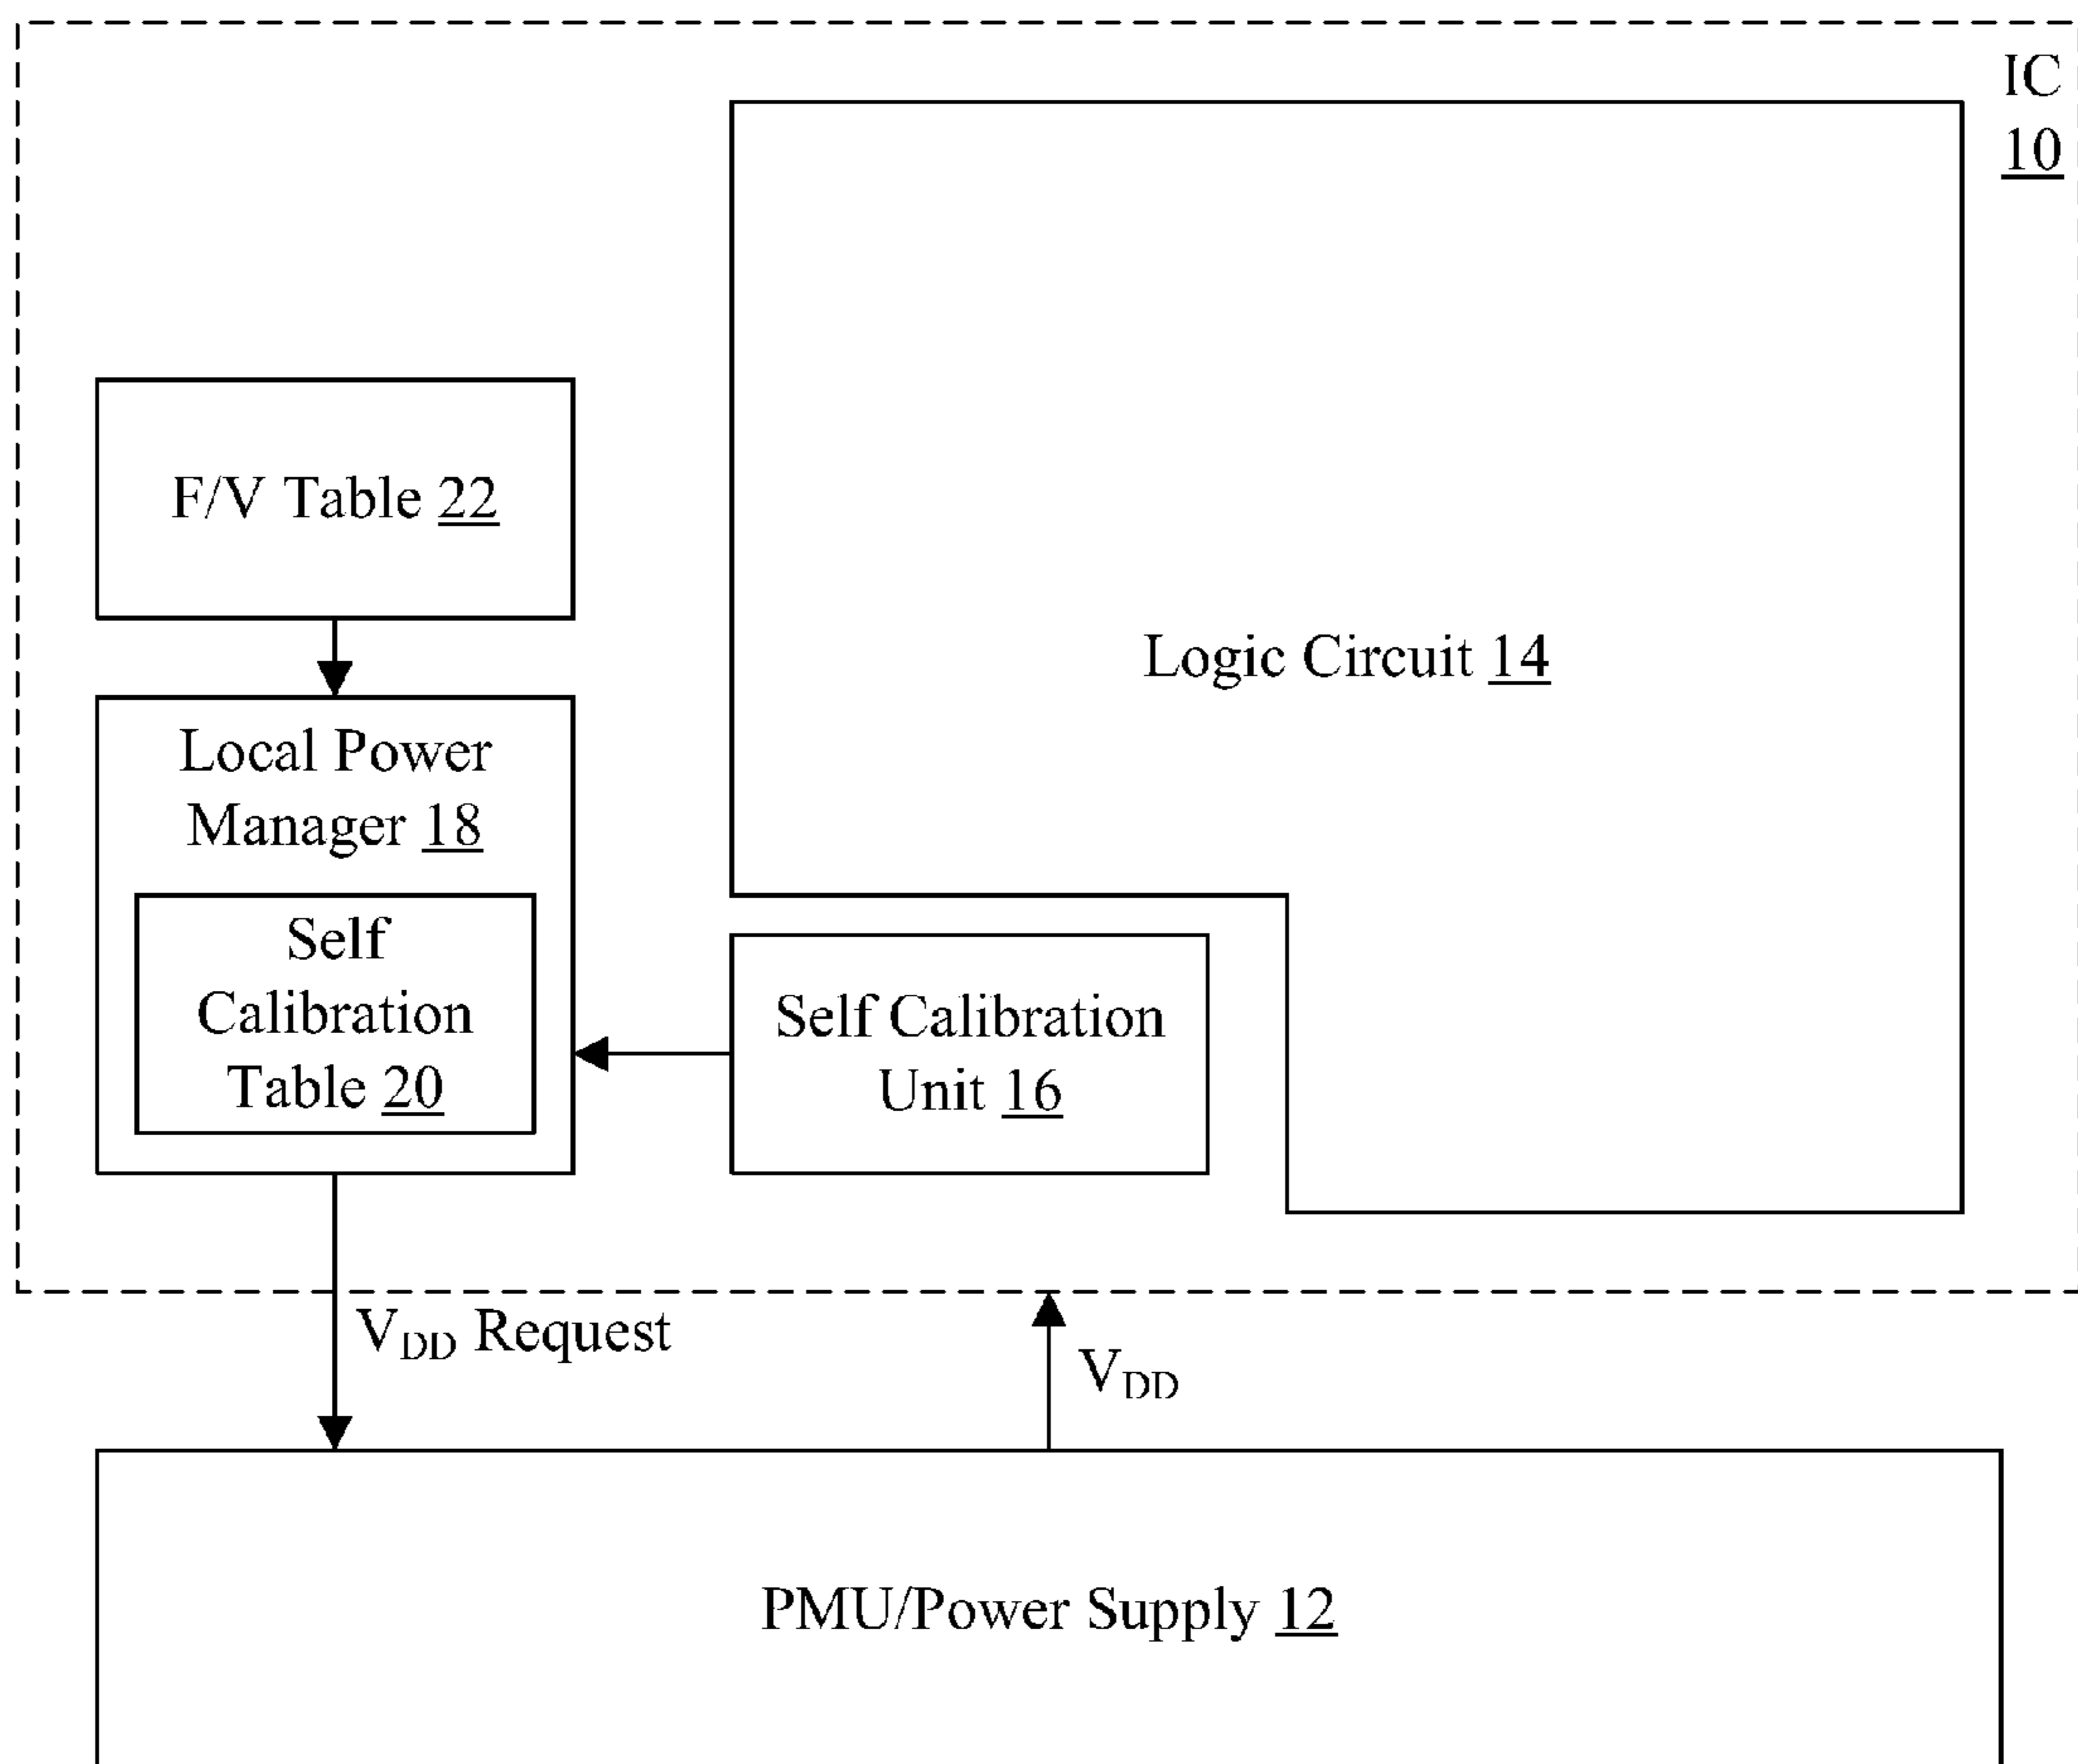 IC
10
F/V Table 22
Logic Circuit 14
Local Power
Manager 18
Self
Calibration
Table 20
Self Calibration
Unit 16
VDD Request
VDD
PMU/Power Supply 12